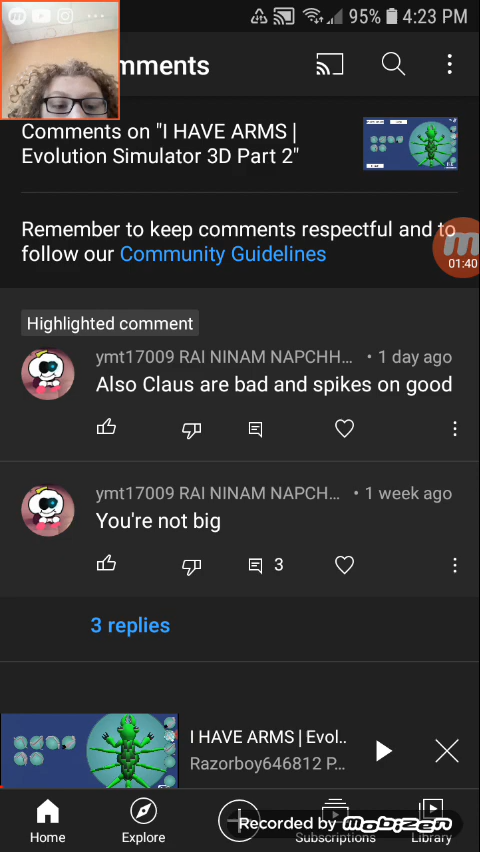 95% 4:23 PM
mments
Comments on "I HAVE ARMS |
Evolution Simulator 3D Part 2"
Remember to keep comments respectful and to
follow our Community Guidelines
01:40
Highlighted comment
ymt17009 RAI NINAM NAPCHH... • 1 day ago
Also Claus are bad and spikes on good
ymt17009 RAI NINAM NAPCH... • 1 week ago
You're not big
3
3 replies
I HAVE ARMS | Evol..
Razorboy646812 P...
Recorded by mobizen
Home Explore Subscriptions Library